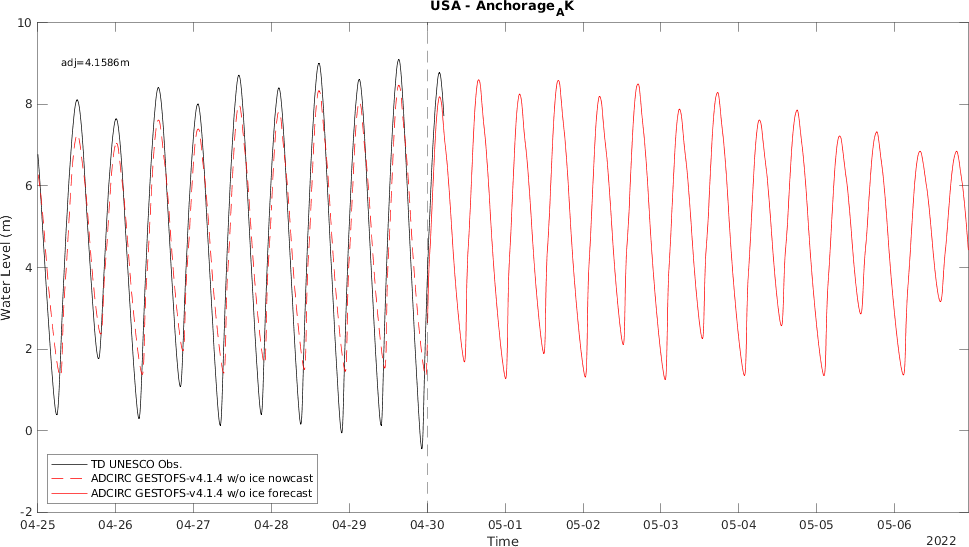 USA - Anchorage_AK
10
8
6
4
2
0
-2
Water Level (m)
adj=4.1586m
TD UNESCO Obs.
ADCIRC GESTOFS-v4.1.4 w/o ice nowcast
ADCIRC GESTOFS-v4.1.4 w/o ice forecast
04-25 04-26 04-27 04-28 04-29 04-30 05-01 05-02 05-03 05-04 05-05 05-06
Time
2022